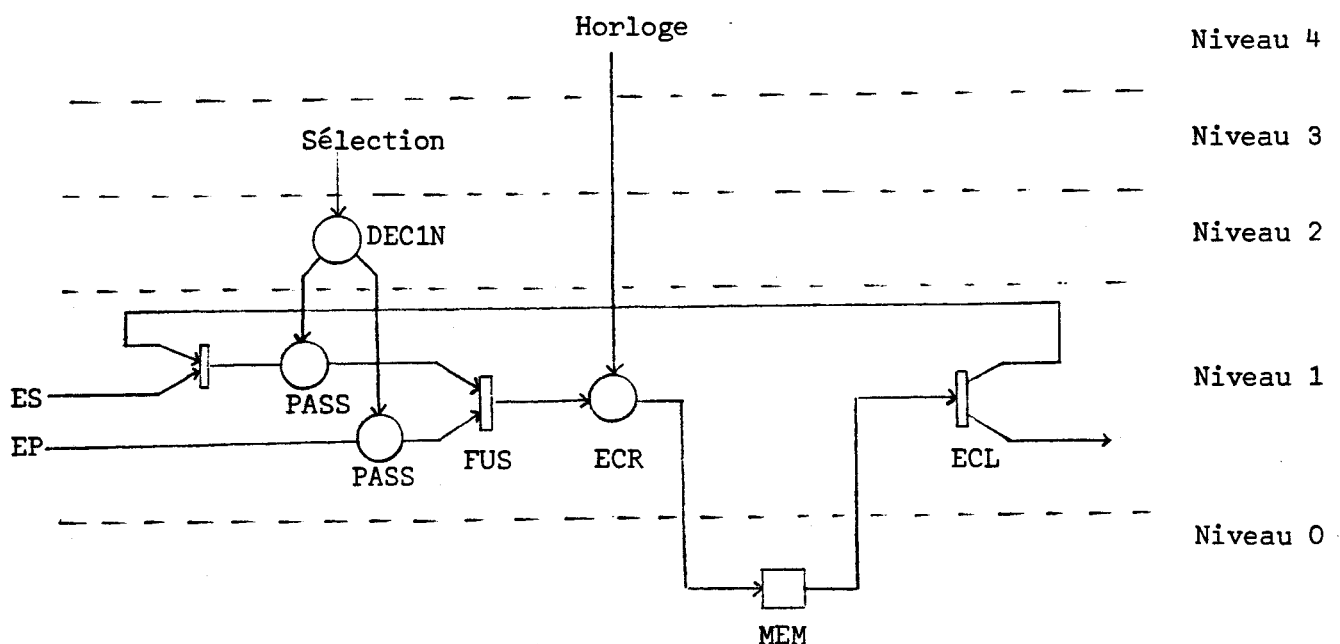 Horloge
Niveau 4
Sélection
Niveau 3
DEC1N
Niveau 2
ES
PASS
Niveau 1
EP
PASS
FUS
ECR
ECL
Niveau 0
MEM